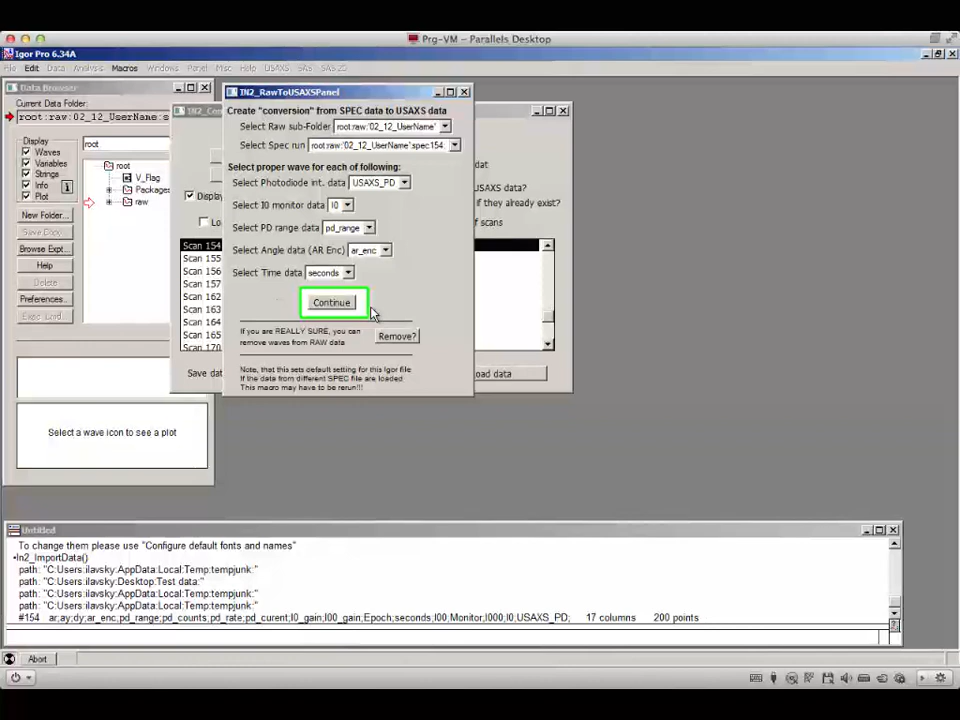 Prg-VM – Parallels Desktop
Igor Pro 6.34A
File Edit Data Analysis Macros Windows Panel Misc Help USAXS SAS SAS 2D
Data Browser
Current Data Folder:
root:raw:'02_12_UserName':s
Display
Waves
Variables
Strings
Info
Plot
New Folder...
Save Copy...
Browse Expt...
Help
Delete
Preferences...
root
root
V_Flag
Packages
raw
Select a wave icon to see a plot
Display
Scan 154
Scan 155
Scan 156
Scan 157
Scan 162
Scan 163
Scan 164
Scan 165
Scan 170
Save dat
dat
USAXS data?
if they already exist?
of scans
oad data
IN2_RawToUSAXSPanel
Create "conversion" from SPEC data to USAXS data
Select Raw sub-Folder root:raw:'02_12_UserName'
Select Spec run root:raw:'02_12_UserName':spec154:
Select proper wave for each of following:
Select Photodiode int. data USAXS_PD
Select I0 monitor data I0
Select PD range data pd_range
Select Angle data (AR Enc) ar_enc
Select Time data seconds
Continue
If you are REALLY SURE, you can
remove waves from RAW data
Remove?
Note, that this sets default setting for this Igor file
If the data from different SPEC file are loaded
This macro may have to be rerun!!!
Untitled
To change them please use "Configure default fonts and names"
•In2_ImportData()
path: "C:Users:ilavsky:AppData:Local:Temp:tempjunk:"
path: "C:Users:ilavsky:Desktop:Test data:"
path: "C:Users:ilavsky:AppData:Local:Temp:tempjunk:"
path: "C:Users:ilavsky:AppData:Local:Temp:tempjunk:"
#154 ar;ay;dy;ar_enc;pd_range;pd_counts;pd_rate;pd_curent;I0_gain;I00_gain;Epoch;seconds;I00;Monitor;I000;I0;USAXS_PD; 17 columns 200 points
Abort